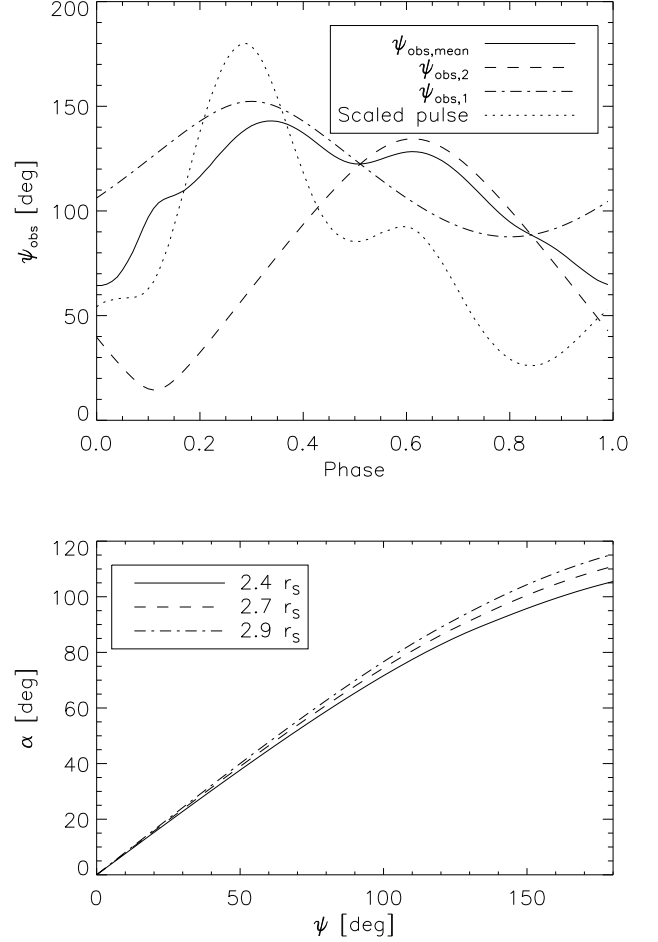 200
150
100
50
0
ψobs [deg]
ψobs,mean
ψobs,2
ψobs,1
Scaled pulse
0.0 0.2 0.4 0.6 0.8 1.0
Phase
120
100
80
60
40
20
0
α [deg]
2.4 rS
2.7 rS
2.9 rS
0 50 100 150
ψ [deg]